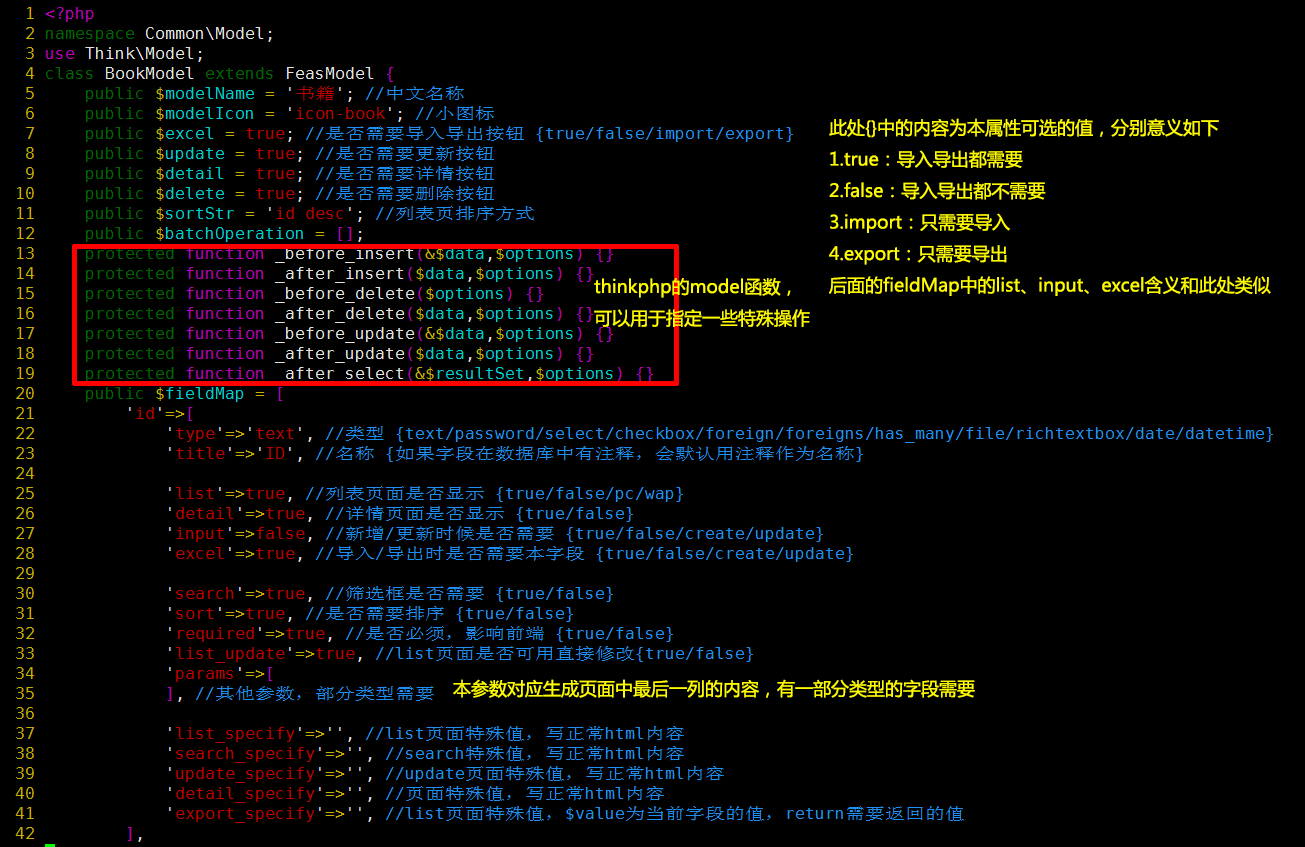 1 <?php
2 namespace Common\Model;
3 use Think\Model;
4 class BookModel extends FeasModel {
5 public $modelName = '书籍'; //中文名称
6 public $modelIcon = 'icon-book'; //小图标
7 public $excel = true; //是否需要导入导出按钮 {true/false/import/export}
此处{}中的内容为本属性可选的值，分别意义如下
8 public $update = true; //是否需要更新按钮
1.true：导入导出都需要
9 public $detail = true; //是否需要详情按钮
2.false：导入导出都不需要
10 public $delete = true; //是否需要删除按钮
11 public $sortStr = 'id desc'; //列表页排序方式
3.import：只需要导入
12 public $batchOperation = [];
4.export：只需要导出
13 protected function _before_insert(&$data,$options) {}
14 protected function _after_insert($data,$options) {}
后面的fieldMap中的list、input、excel含义和此处类似
thinkphp的model函数，
15 protected function _before_delete($options) {}
16 protected function _after_delete($data,$options) {}
可以用于指定一些特殊操作
17 protected function _before_update(&$data,$options) {}
18 protected function _after_update($data,$options) {}
19 protected function _after_select(&$resultSet,$options) {}
20 public $fieldMap = [
21 'id'=>[
22 'type'=>'text', //类型 {text/password/select/checkbox/foreign/foreigns/has_many/file/richtextbox/date/datetime}
23 'title'=>'ID', //名称 {如果字段在数据库中有注释，会默认用注释作为名称}
24
25 'list'=>true, //列表页面是否显示 {true/false/pc/wap}
26 'detail'=>true, //详情页面是否显示 {true/false}
27 'input'=>false, //新增/更新时候是否需要 {true/false/create/update}
28 'excel'=>true, //导入/导出时是否需要本字段 {true/false/create/update}
29
30 'search'=>true, //筛选框是否需要 {true/false}
31 'sort'=>true, //是否需要排序 {true/false}
32 'required'=>true, //是否必须，影响前端 {true/false}
33 'list_update'=>true, //list页面是否可用直接修改{true/false}
34 'params'=>[
35 ], //其他参数，部分类型需要
本参数对应生成页面中最后一列的内容，有一部分类型的字段需要
36
37 'list_specify'=>'', //list页面特殊值，写正常html内容
38 'search_specify'=>'', //search特殊值，写正常html内容
39 'update_specify'=>'', //update页面特殊值，写正常html内容
40 'detail_specify'=>'', //页面特殊值，写正常html内容
41 'export_specify'=>'', //list页面特殊值，$value为当前字段的值，return需要返回的值
42 ],